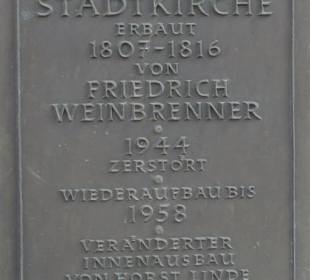 STADTKIRCHE
ERBAUT
1807-1816
VON
FRIEDRICH
WEINBRENNER
1944
ZERSTÖRT
WIEDERAUFBAU BIS
1958
VERÄNDERTER
INNENAUSBAU
VON HORST LINDE